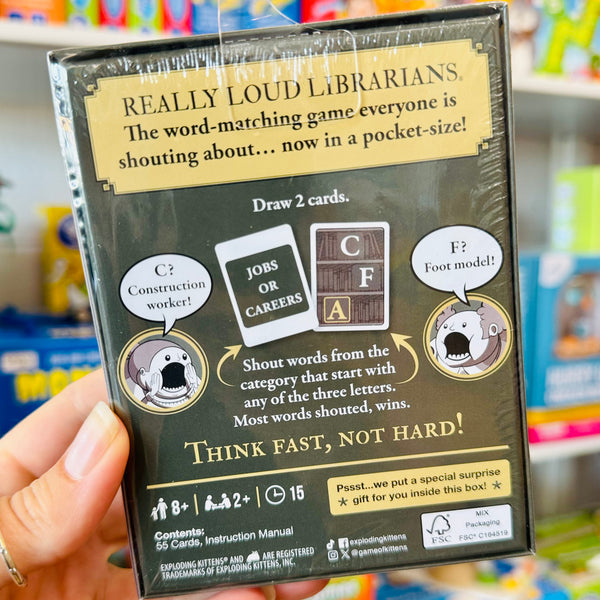 REALLY LOUD LIBRARIANS®
The word-matching game everyone is
shouting about... now in a pocket-size!
Draw 2 cards.
C?
Construction
worker!
JOBS
OR
CAREERS
C
F
A
F?
Foot model!
Shout words from the
category that start with
any of the three letters.
Most words shouted, wins.
THINK FAST, NOT HARD!
8+
2+
15
Pssst...we put a special surprise
gift for you inside this box!
Contents:
55 Cards, Instruction Manual
EXPLODING KITTENS® AND ARE REGISTERED
TRADEMARKS OF EXPLODING KITTENS, INC.
explodingkittens
@gameofkittens
FSC
MIX
Packaging
FSC® C184519